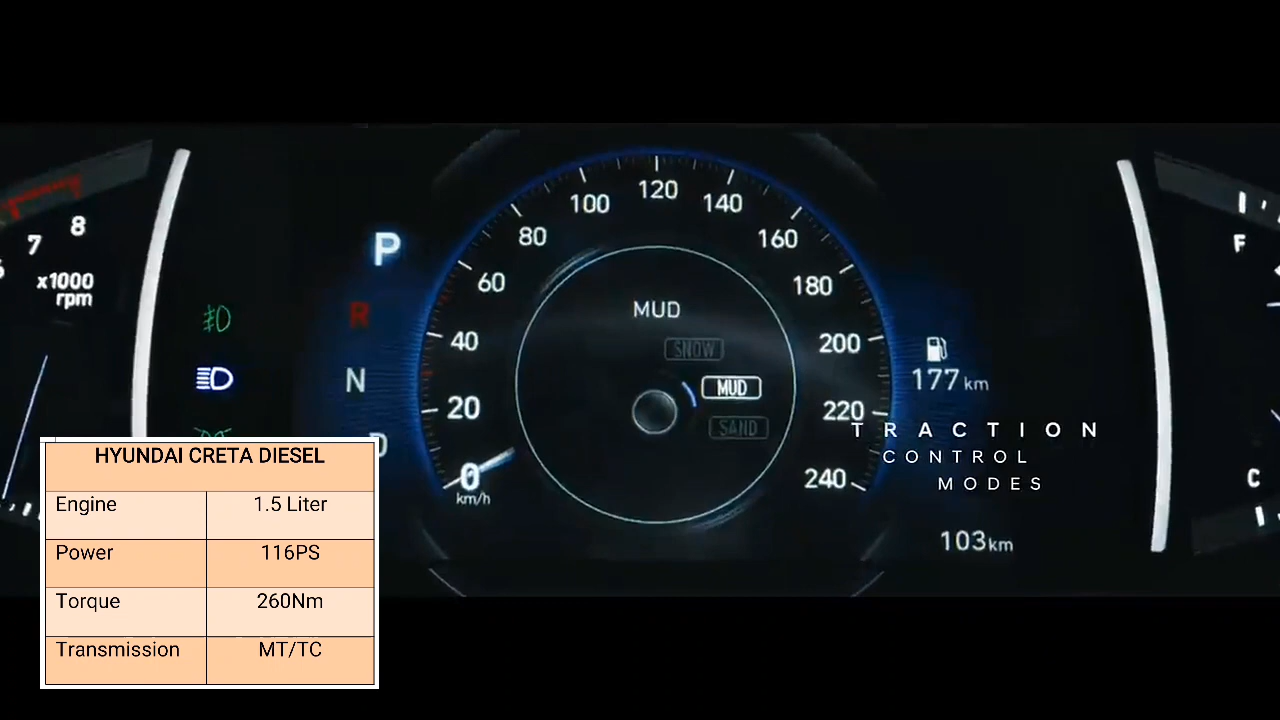 8
7
x1000
rpm
P
R
N
D
0
20
40
60
80
100
120
140
160
180
200
220
240
km/h
MUD
SNOW
MUD
SAND
177 km
TRACTION
CONTROL
MODES
103 km
F
C
HYUNDAI CRETA DIESEL
Engine 1.5 Liter
Power 116PS
Torque 260Nm
Transmission MT/TC